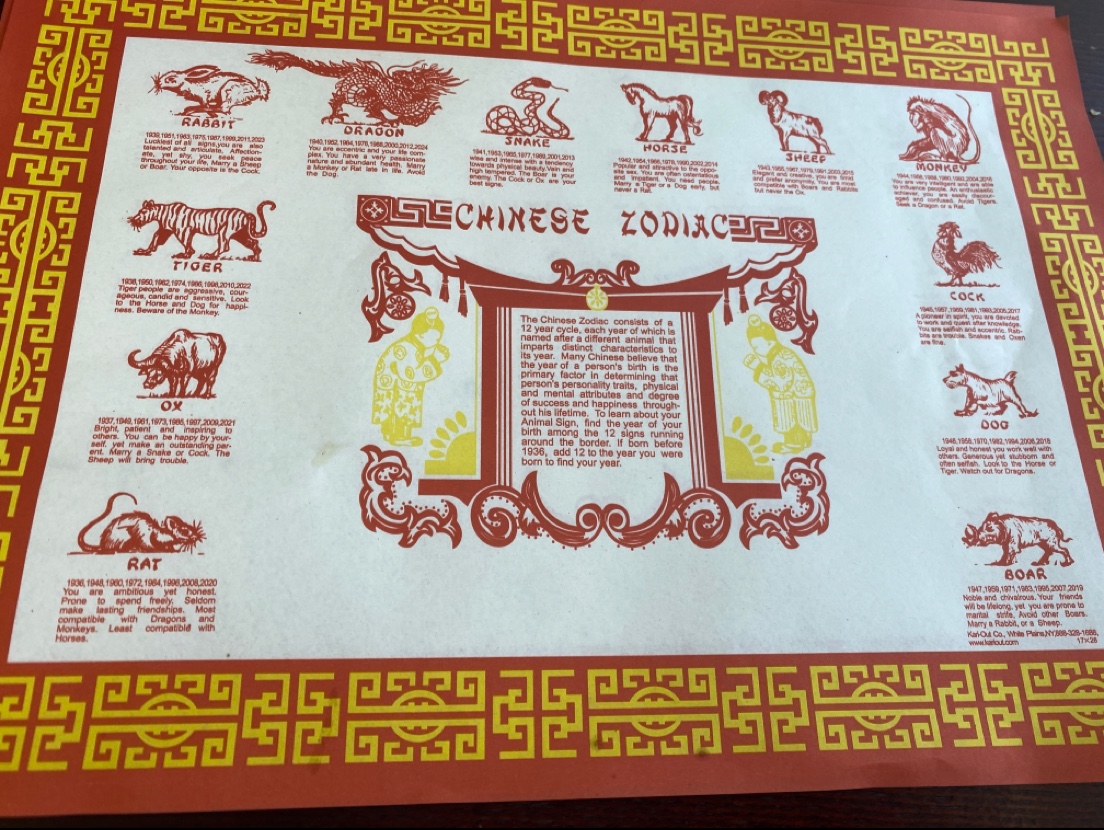 CHINESE ZODIAC
The Chinese Zodiac consists of a
12 year cycle, each year of which is
named after a different animal that
imparts distinct characteristics to
its year. Many Chinese believe that
the year of a person's birth is the
primary factor in determining that
person's personality traits, physical
and mental attributes and degree
of success and happiness through-
out his lifetime. To learn about your
Animal Sign, find the year of your
birth among the 12 signs running
around the border. If born before
1936, add 12 to the year you were
born to find your year.
RABBIT
1939,1951,1963,1975,1987,1999,2011,2023
Luckiest of all signs,you are also
talented and articulate. Affection-
ate, yet shy, you seek peace
throughout your life. Marry a Sheep
or Boar. Your opposite is the Cock.
DRAGON
1940,1952,1964,1976,1988,2000,2012,2024
You are eccentric and your life com
plex. You have a very passionate
nature and abundant health. Marry
a Monkey or Rat late in life. Avoid
the Dog.
SNAKE
1941,1953,1965,1977,1989,2001,2013
wise and intense with a tendency
towards physical beauty.Vain and
high tempered. The Boar is your
enemy. The Cock or Ox are your
best signs.
HORSE
1942,1954,1966,1978,1990,2002,2014
Popular and attractive to the oppo-
site sex. You are often ostentatious
and impatient. You need people.
Marry a Tiger or a Dog early, but
never a Rat.
SHEEP
1943,1955,1967,1979,1991,2003,2015
Elegant and creative, you are timid
and prefer anonymity. You are most
compatible with Boars and Rabbits
but never the Ox.
MONKEY
1944,1956,1968,1980,1992,2004,2016
You are very intelligent and are able
to influence people. An enthusiastic
achiever, you are easily discour-
aged and confused. Avoid Tigers.
Seek a Dragon or a Rat.
TIGER
1938,1950,1962,1974,1986,1998,2010,2022
Tiger people are aggressive, cour-
ageous, candid and sensitive. Look
to the Horse and Dog for happi-
ness. Beware of the Monkey.
COCK
1945,1957,1969,1981,1993,2005,2017
A pioneer in spirit, you are devoted
to work and quest after knowledge.
You are selfish and eccentric. Rab-
bits are trouble. Snakes and Oxen
are fine.
OX
1937,1949,1961,1973,1985,1997,2009,2021
Bright, patient and inspiring to
others. You can be happy by your-
self, yet make an outstanding par-
ent. Marry a Snake or Cock. The
Sheep will bring trouble.
DOG
1946,1958,1970,1982,1994,2006,2018
Loyal and honest you work well with
others. Generous yet stubborn and
often selfish. Look to the Horse or
Tiger. Watch out for Dragons.
RAT
1936,1948,1960,1972,1984,1996,2008,2020
You are ambitious yet honest.
Prone to spend freely. Seldom
make lasting friendships. Most
compatible with Dragons and
Monkeys. Least compatible with
Horses.
BOAR
1947,1959,1971,1983,1995,2007,2019
Noble and chivalrous. Your friends
will be lifelong, yet you are prone to
marital strife. Avoid other Boars.
Marry a Rabbit, or a Sheep.
Kari-Out Co., White Plains,NY,888-328-1688,
www.kariout.com 17X28